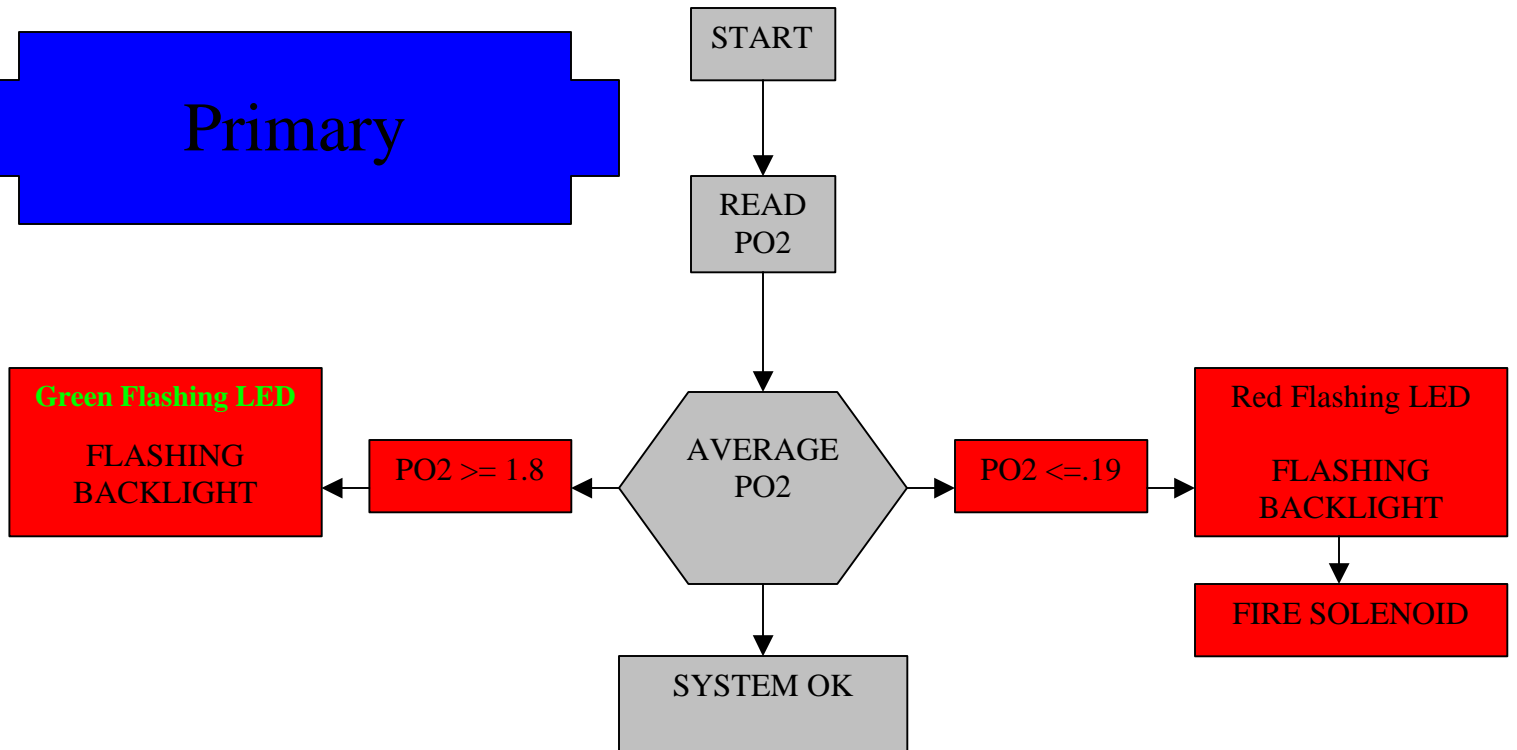 START
Primary
READ
PO2
Green Flashing LED
FLASHING
BACKLIGHT
PO2 >= 1.8
AVERAGE
PO2
PO2 <=.19
Red Flashing LED
FLASHING
BACKLIGHT
FIRE SOLENOID
SYSTEM OK